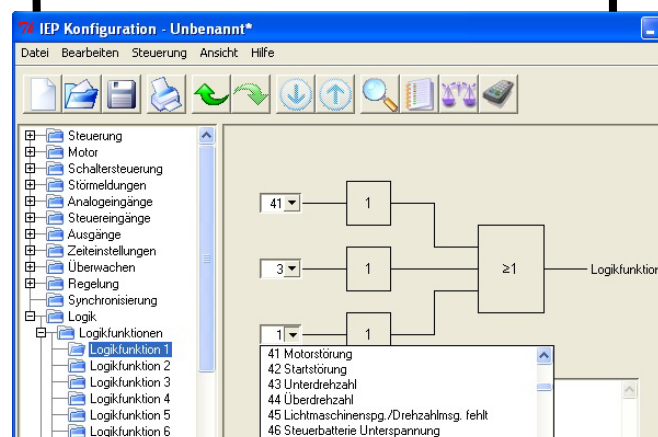 IEP Konfiguration - Unbenannt*
Datei Bearbeiten Steuerung Ansicht Hilfe
Steuerung
Motor
Schaltersteuerung
Störmeldungen
Analogeingänge
Steuereingänge
Ausgänge
Zeiteinstellungen
Überwachen
Regelung
Synchronisierung
Logik
Logikfunktionen
Logikfunktion 1
Logikfunktion 2
Logikfunktion 3
Logikfunktion 4
Logikfunktion 5
Logikfunktion 6
41 1
3 1 ≥1 Logikfunktion
1 1
41 Motorstörung
42 Startstörung
43 Unterdrehzahl
44 Überdrehzahl
45 Lichtmaschinenspg./Drehzahlmsg. fehlt
46 Steuerbatterie Unterspannung